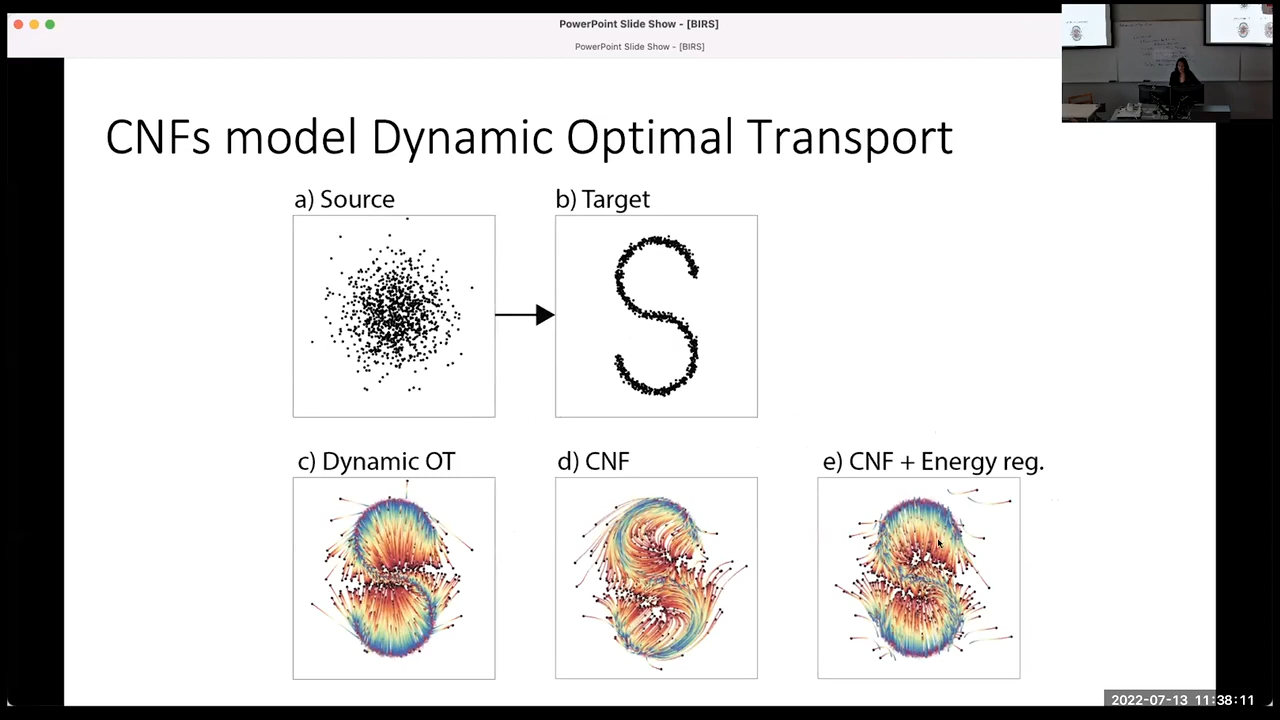 PowerPoint Slide Show - [BIRS]
PowerPoint Slide Show - [BIRS]
CNFs model Dynamic Optimal Transport
a) Source
b) Target
c) Dynamic OT
d) CNF
e) CNF + Energy reg.
2022-07-13 11:38:11